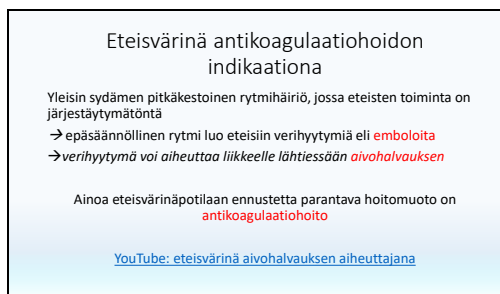 Eteisvärinä antikoagulaatiohoidon
indikaationa
Yleisin sydämen pitkäkestoinen rytmihäiriö, jossa eteisten toiminta on
järjestäytymätöntä
→epäsäännöllinen rytmi luo eteisiin verihyytymiä eli emboloita
→verihyytymä voi aiheuttaa liikkeelle lähtiessään aivohalvauksen
Ainoa eteisvärinäpotilaan ennustetta parantava hoitomuoto on
antikoagulaatiohoito
YouTube: eteisvärinä aivohalvauksen aiheuttajana